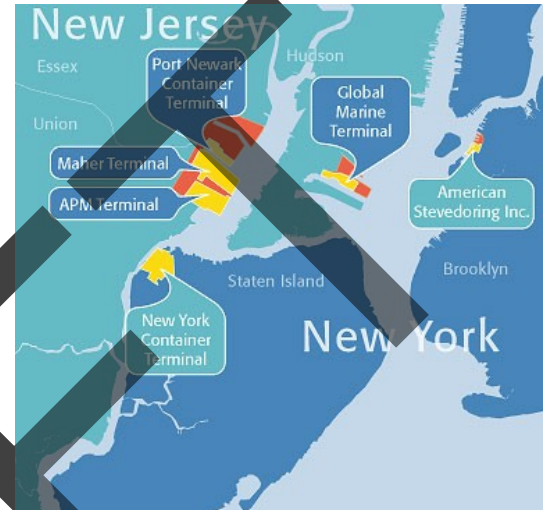 New Jersey
Essex
Hudson
Port Newark
Container
Terminal
Global
Marine
Terminal
Union
Maher Terminal
APM Terminal
American
Stevedoring Inc.
Staten Island
Brooklyn
New York
Container
Terminal
New York